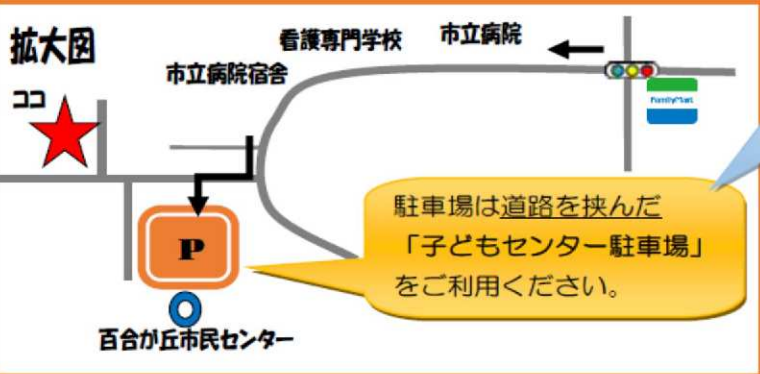 拡大図
ココ
市立病院宿舎
看護専門学校
市立病院
FamilyMart
P
駐車場は道路を挟んだ
「子どもセンター駐車場」
をご利用ください。
百合が丘市民センター